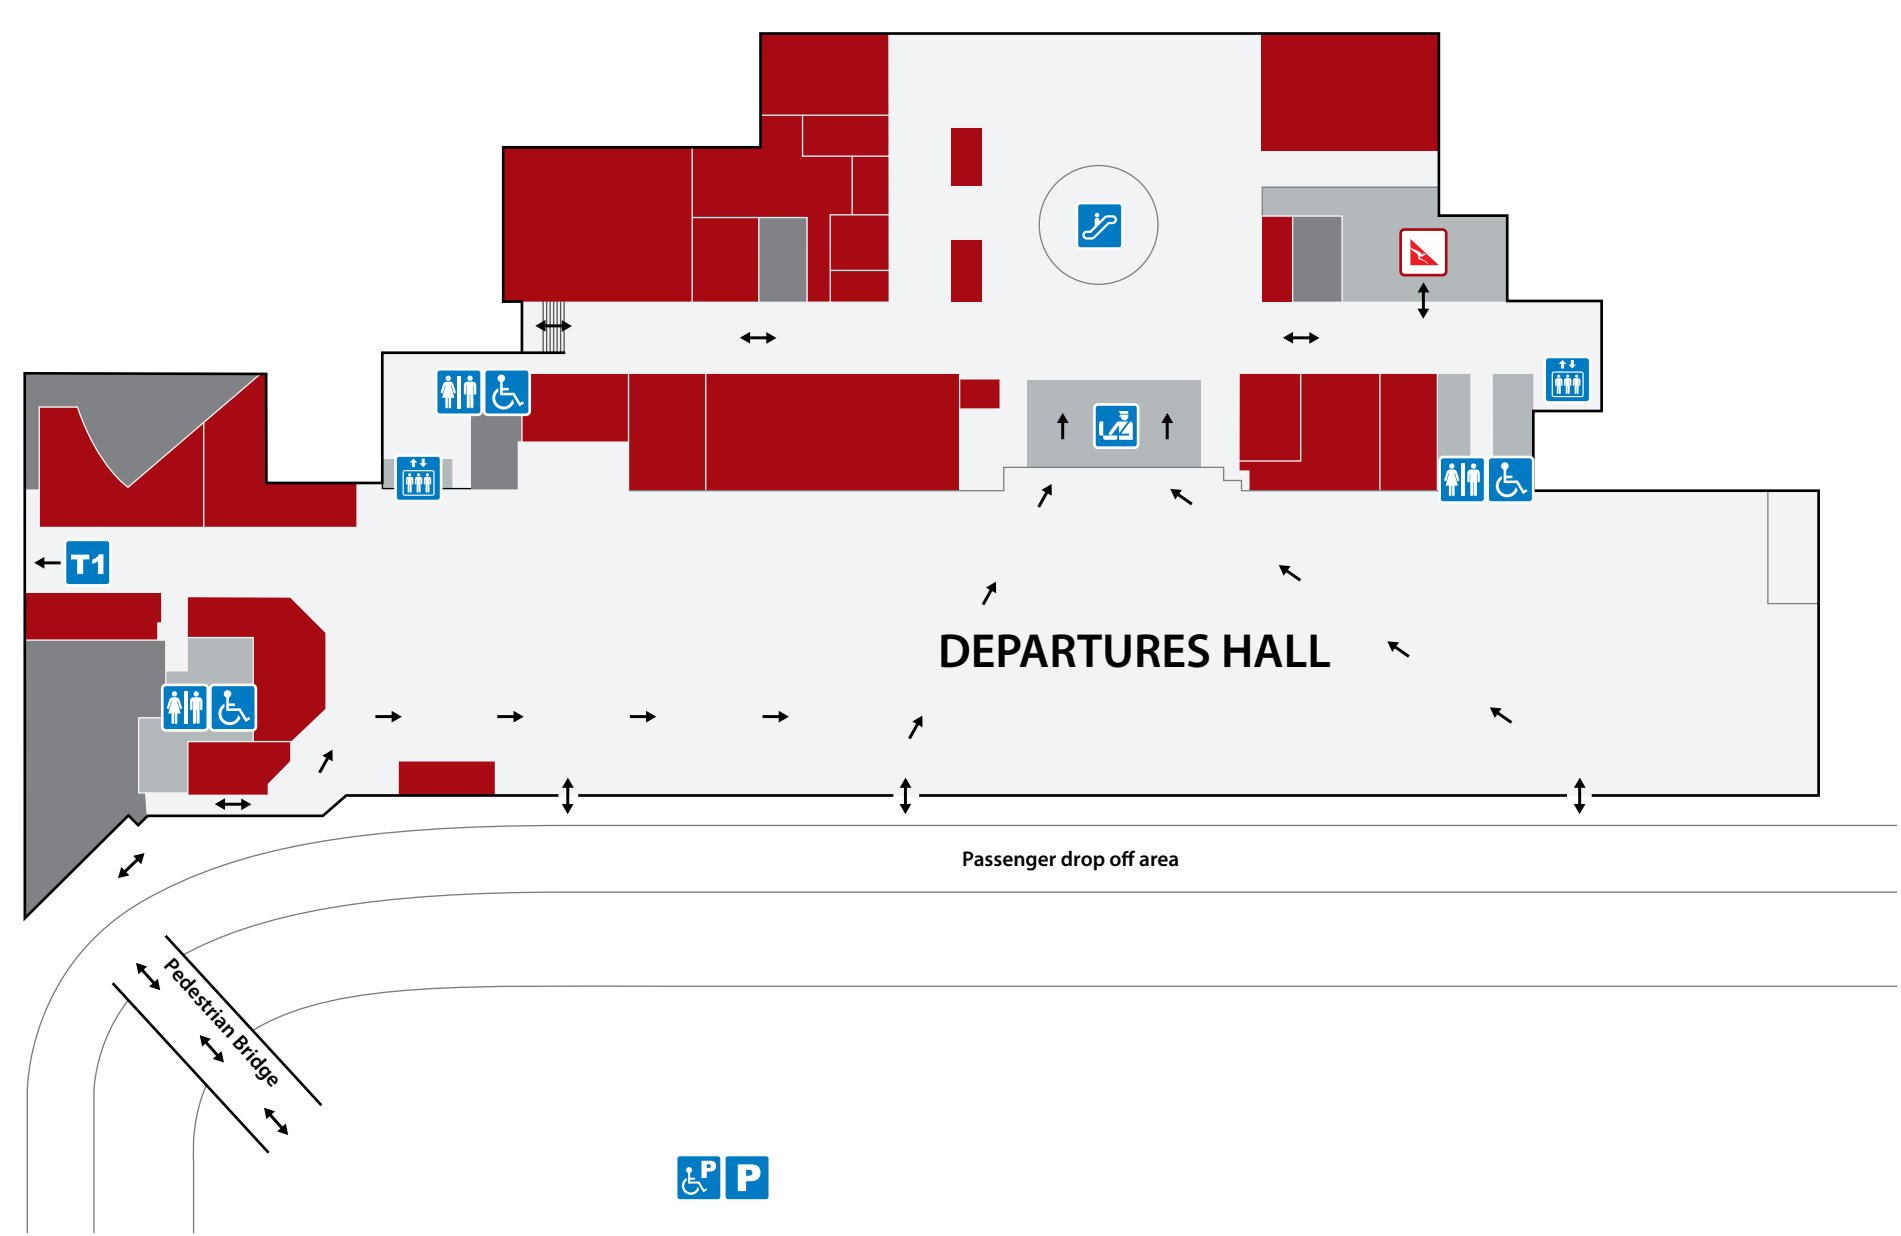 T1
DEPARTURES HALL
Passenger drop off area
Pedestrian Bridge
P
P